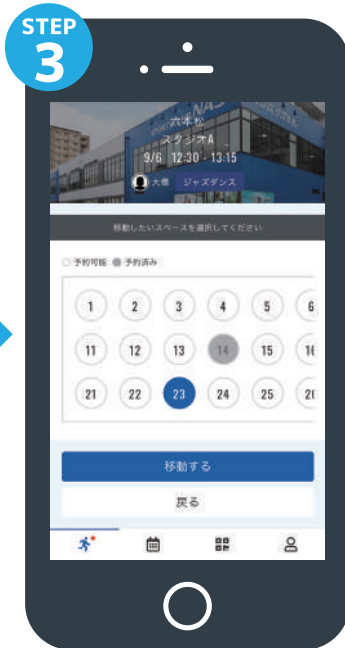 STEP
3
六本松
スタジオA
9/6 12:30 - 13:15
大橋 ジャズダンス
移動したいスペースを選択してください
予約可能 予約済み
1 2 3 4 5 6
11 12 13 14 15 16
21 22 23 24 25 26
移動する
戻る